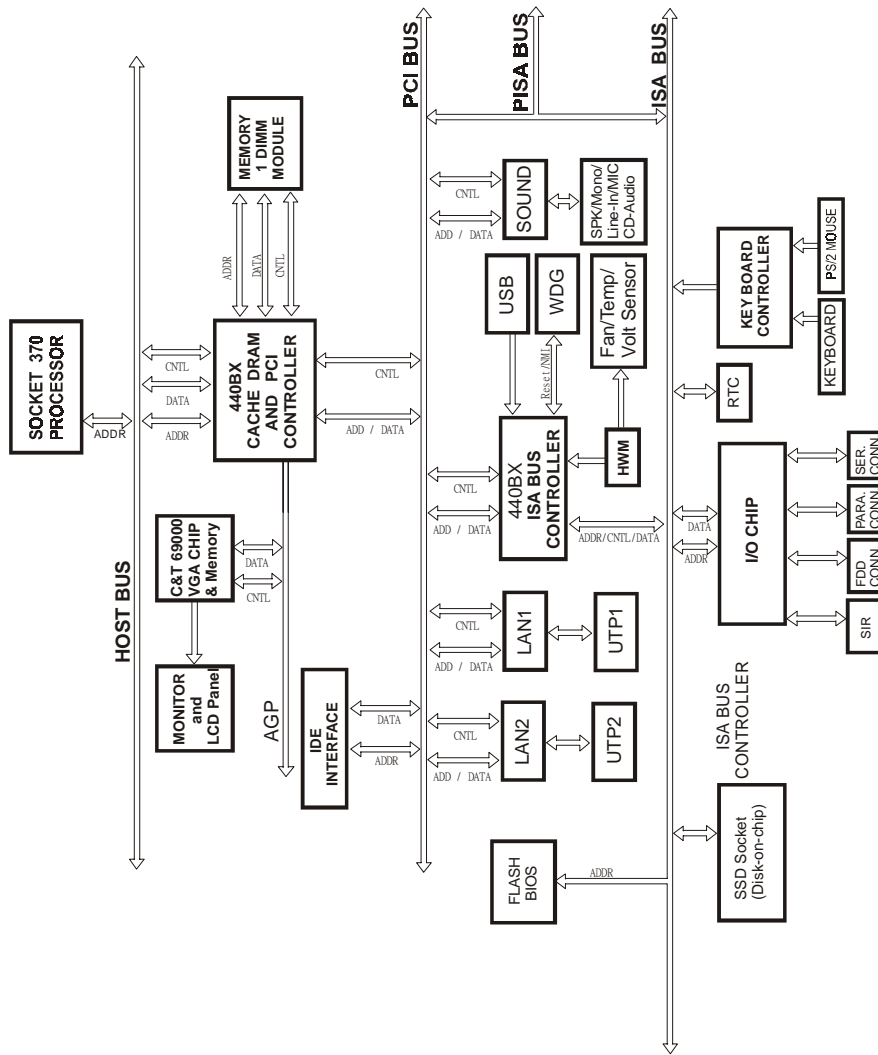 SOCKET 370
PROCESSOR
ADDR
HOST BUS
MONITOR
and
LCD Panel
C&T 69000
VGA CHIP
& Memory
CNTL
DATA
AGP
ADDR
DATA
CNTL
440BX
CACHE DRAM
AND PCI
CONTROLLER
ADDR
DATA
CNTL
MEMORY
1 DIMM
MODULE
IDE
INTERFACE
ADDR
DATA
ADD / DATA
CNTL
PCI BUS
ADD / DATA
CNTL
LAN2
UTP2
ADD / DATA
CNTL
LAN1
UTP1
ADD / DATA
CNTL
440BX
ISA BUS
CONTROLLER
ADDR/CNTL/DATA
HWM
USB
Reset/NMI
WDG
Fan/Temp/
Volt Sensor
ADD / DATA
CNTL
SOUND
SPK/Mono/
Line-In/MIC
CD-Audio
PISA BUS
FLASH
BIOS
ADDR
ISA BUS
SSD Socket
(Disk-on-chip)
ISA BUS
CONTROLLER
ADDR
DATA
I/O CHIP
SIR
FDD
CONN
PARA.
CONN
SER.
CONN
RTC
KEY BOARD
CONTROLLER
KEYBOARD
PS/2 MOUSE